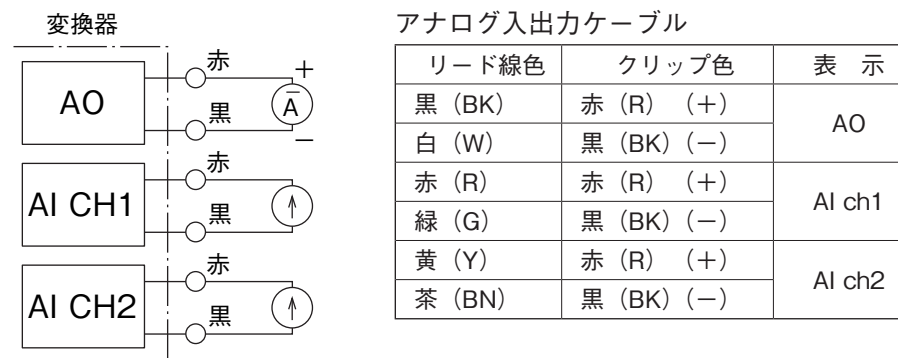 変換器
赤
+
AO
A
黒
−
赤
AI CH1
黒
赤
AI CH2
黒
アナログ入出力ケーブル
リード線色 クリップ色 表 示
黒（BK） 赤（R）（＋） AO
白（W） 黒（BK）（−）
赤（R） 赤（R）（＋） AI ch1
緑（G） 黒（BK）（−）
黄（Y） 赤（R）（＋） AI ch2
茶（BN） 黒（BK）（−）